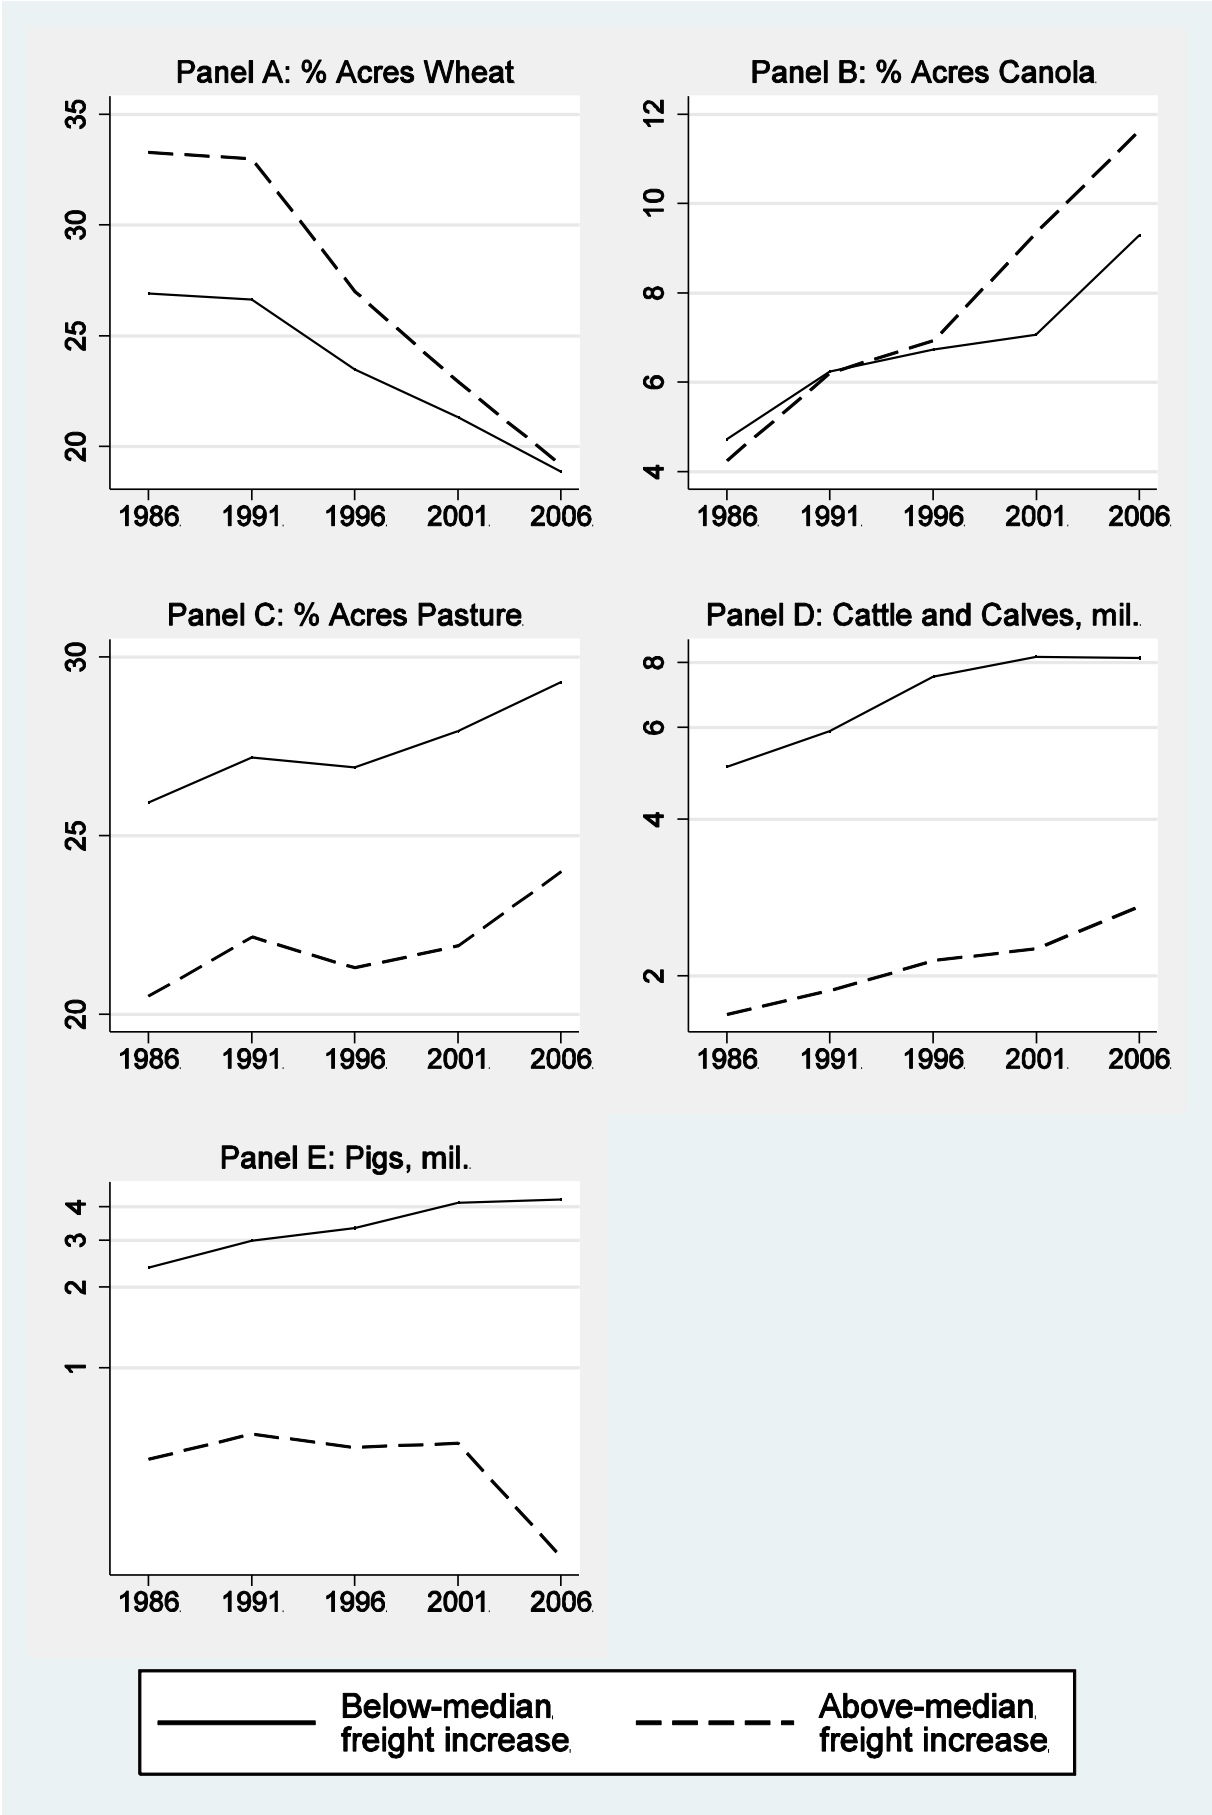 Panel A: % Acres Wheat
35
30
25
20
1986 1991 1996 2001 2006
Panel B: % Acres Canola
12
10
8
6
4
1986 1991 1996 2001 2006
Panel C: % Acres Pasture
30
25
20
1986 1991 1996 2001 2006
Panel D: Cattle and Calves, mil.
8
6
4
2
1986 1991 1996 2001 2006
Panel E: Pigs, mil.
4
3
2
1
1986 1991 1996 2001 2006
Below-median
freight increase
Above-median
freight increase